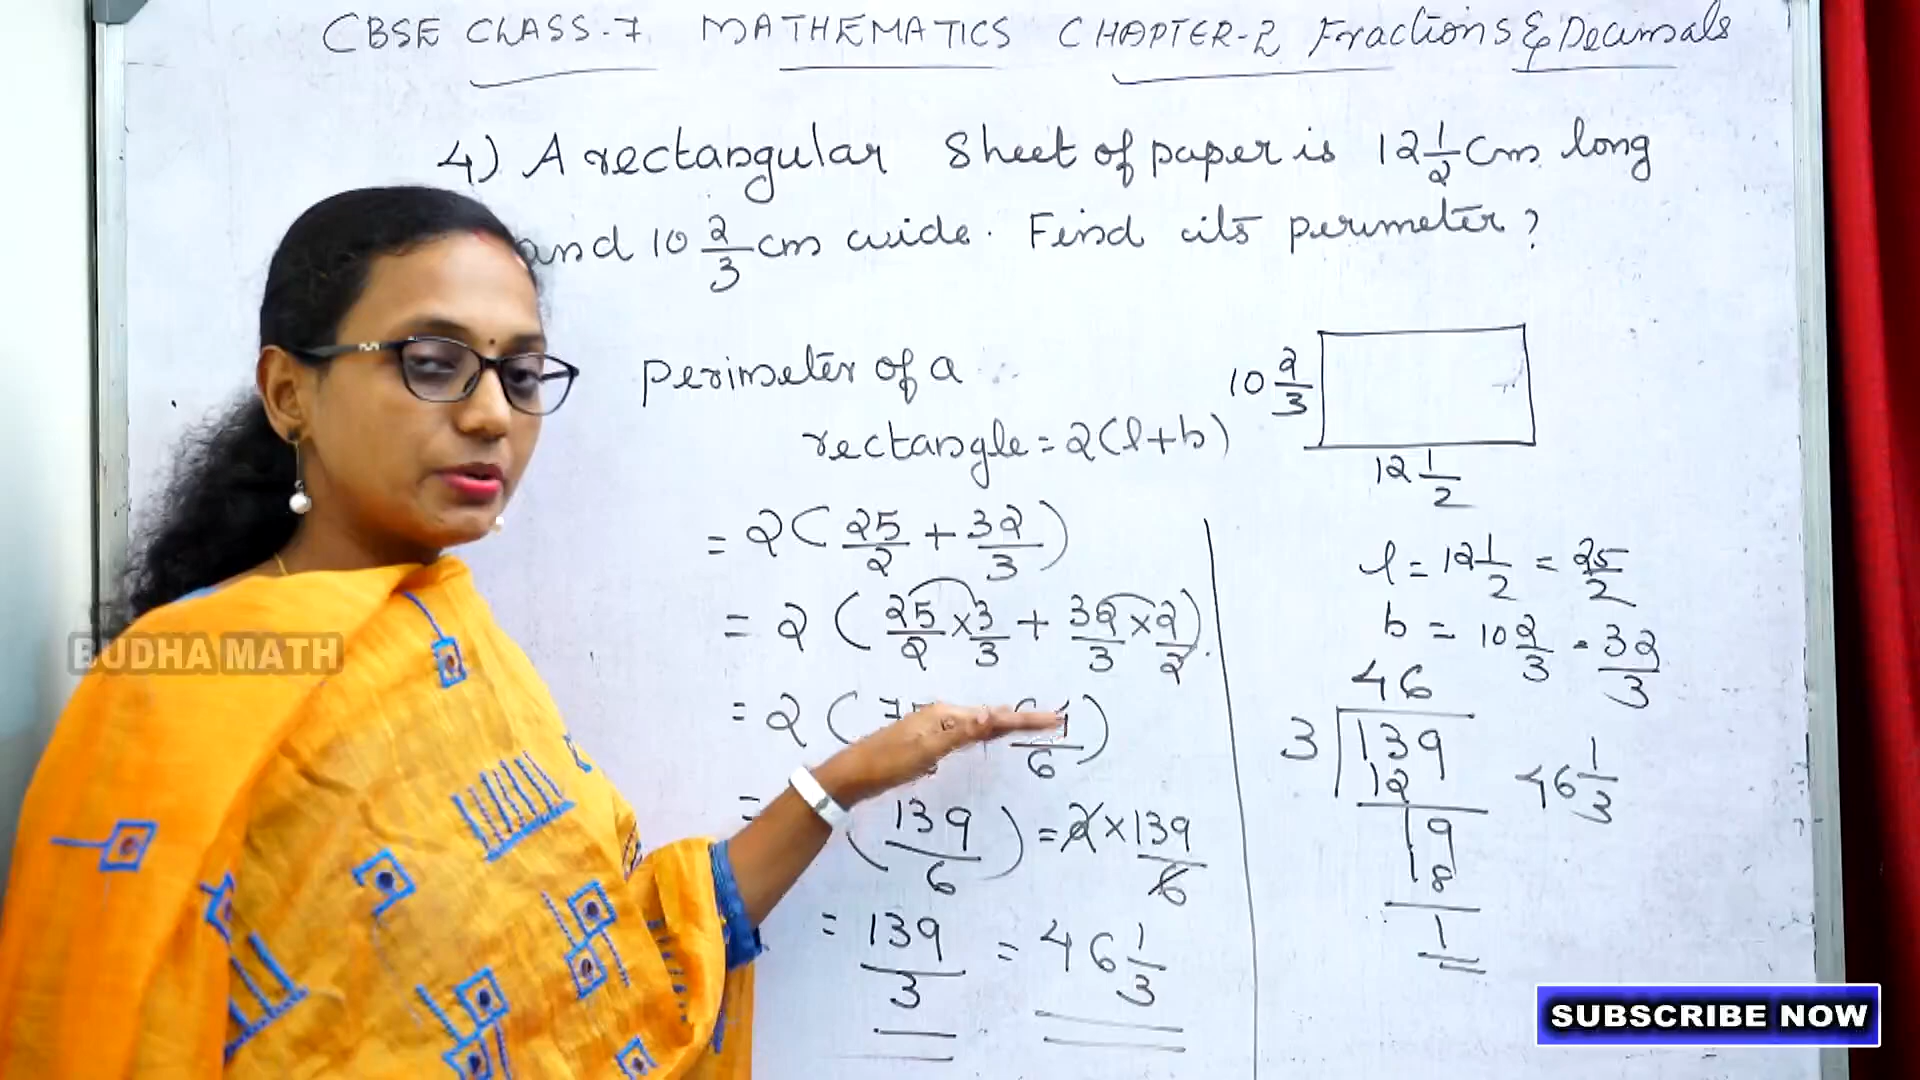 CBSE CLASS-7 MATHEMATICS CHAPTER-2 Fractions & Decimals
4) A rectangular Sheet of paper is 12 1/2 cm long
and 10 2/3 cm wide. Find its perimeter?
perimeter of a
rectangle = 2(l+b)
10 2/3
12 1/2
= 2(25/2 + 32/3)
= 2(25/2 × 3/3 + 32/3 × 2/2)
= 2(
6)
(139/6) = 2 × 139/6
= 139/3 = 46 1/3
l = 12 1/2 = 25/2
b = 10 2/3 = 32/3
46
3 139
12
19
18
1
46 1/3
BUDHA MATH
SUBSCRIBE NOW